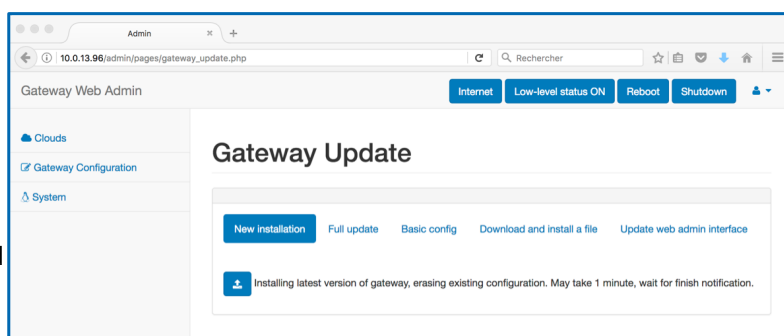 Admin
10.0.13.96/admin/pages/gateway_update.php
Rechercher
Gateway Web Admin
Internet
Low-level status ON
Reboot
Shutdown
Clouds
Gateway Configuration
System
Gateway Update
New installation
Full update
Basic config
Download and install a file
Update web admin interface
Installing latest version of gateway, erasing existing configuration. May take 1 minute, wait for finish notification.